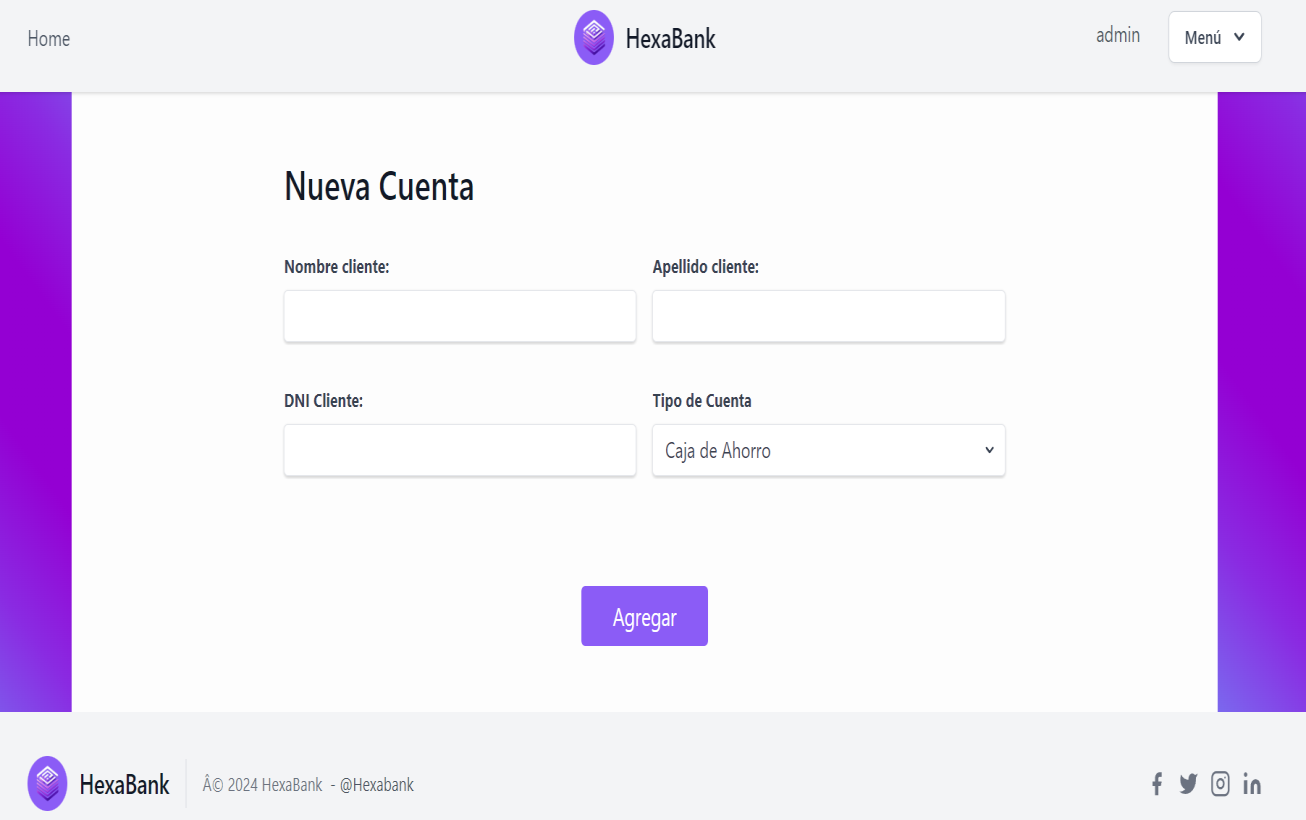 Home
HexaBank
admin
Menú
Nueva Cuenta
Nombre cliente:
Apellido cliente:
DNI Cliente:
Tipo de Cuenta
Caja de Ahorro
Agregar
HexaBank
Â© 2024 HexaBank - @Hexabank